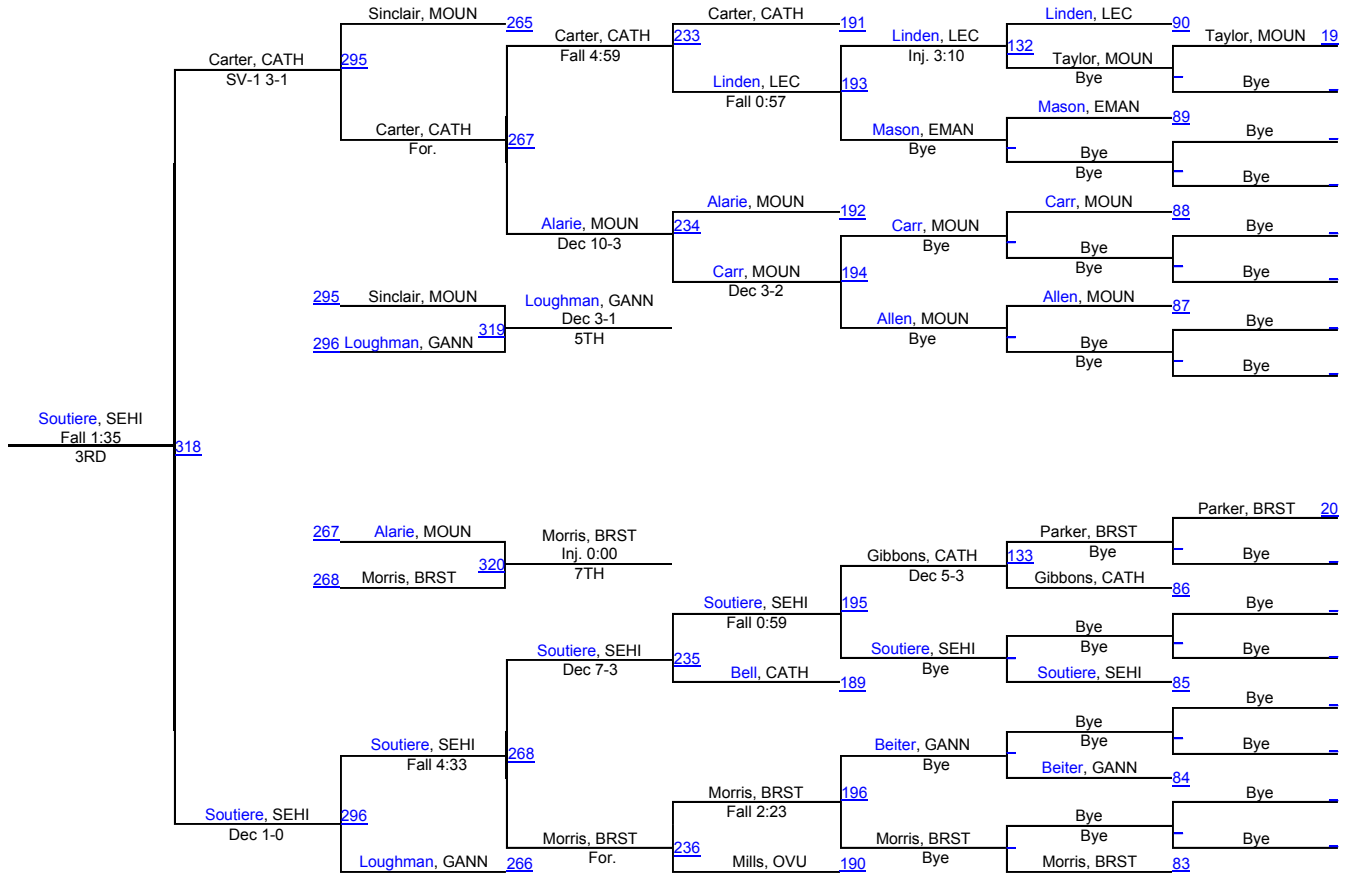 Sinclair, MOUN 265
Carter, CATH
SV-1 3-1
295
Carter, CATH
For.
Carter, CATH
Fall 4:59
267
Alarie, MOUN
Dec 10-3
Carter, CATH 191
233
Linden, LEC
Fall 0:57
Linden, LEC
Inj. 3:10
193
Mason, EMAN
Bye
Linden, LEC 90
132
Taylor, MOUN
Bye
Taylor, MOUN 19
Bye
Mason, EMAN 89
Bye
Bye
Bye
Bye
Alarie, MOUN 192
234
Carr, MOUN
Dec 3-2
Carr, MOUN
Bye
194
Allen, MOUN
Bye
Carr, MOUN 88
Bye
Bye
Bye
Bye
Allen, MOUN 87
Bye
Bye
Bye
Bye
295 Sinclair, MOUN
319
296 Loughman, GANN
Loughman, GANN
Dec 3-1
5TH
Soutiere, SEHI
Fall 1:35
3RD
318
267 Alarie, MOUN
320
268 Morris, BRST
Morris, BRST
Inj. 0:00
7TH
Parker, BRST 20
Parker, BRST
Bye
Bye
Gibbons, CATH
Dec 5-3
133
Gibbons, CATH 86
Soutiere, SEHI
Fall 0:59
195
Soutiere, SEHI
Bye
Bye
Bye
Bye
Bye
Soutiere, SEHI 85
Soutiere, SEHI
Dec 7-3
235
Bell, CATH 189
Soutiere, SEHI
Fall 4:33
268
Beiter, GANN
Bye
Bye
Bye
Bye
Bye
Beiter, GANN 84
Morris, BRST
Fall 2:23
196
Morris, BRST
Bye
Bye
Bye
Bye
Bye
Morris, BRST 83
Soutiere, SEHI
Dec 1-0
296
Morris, BRST
For.
236
Mills, OVU 190
Loughman, GANN 266